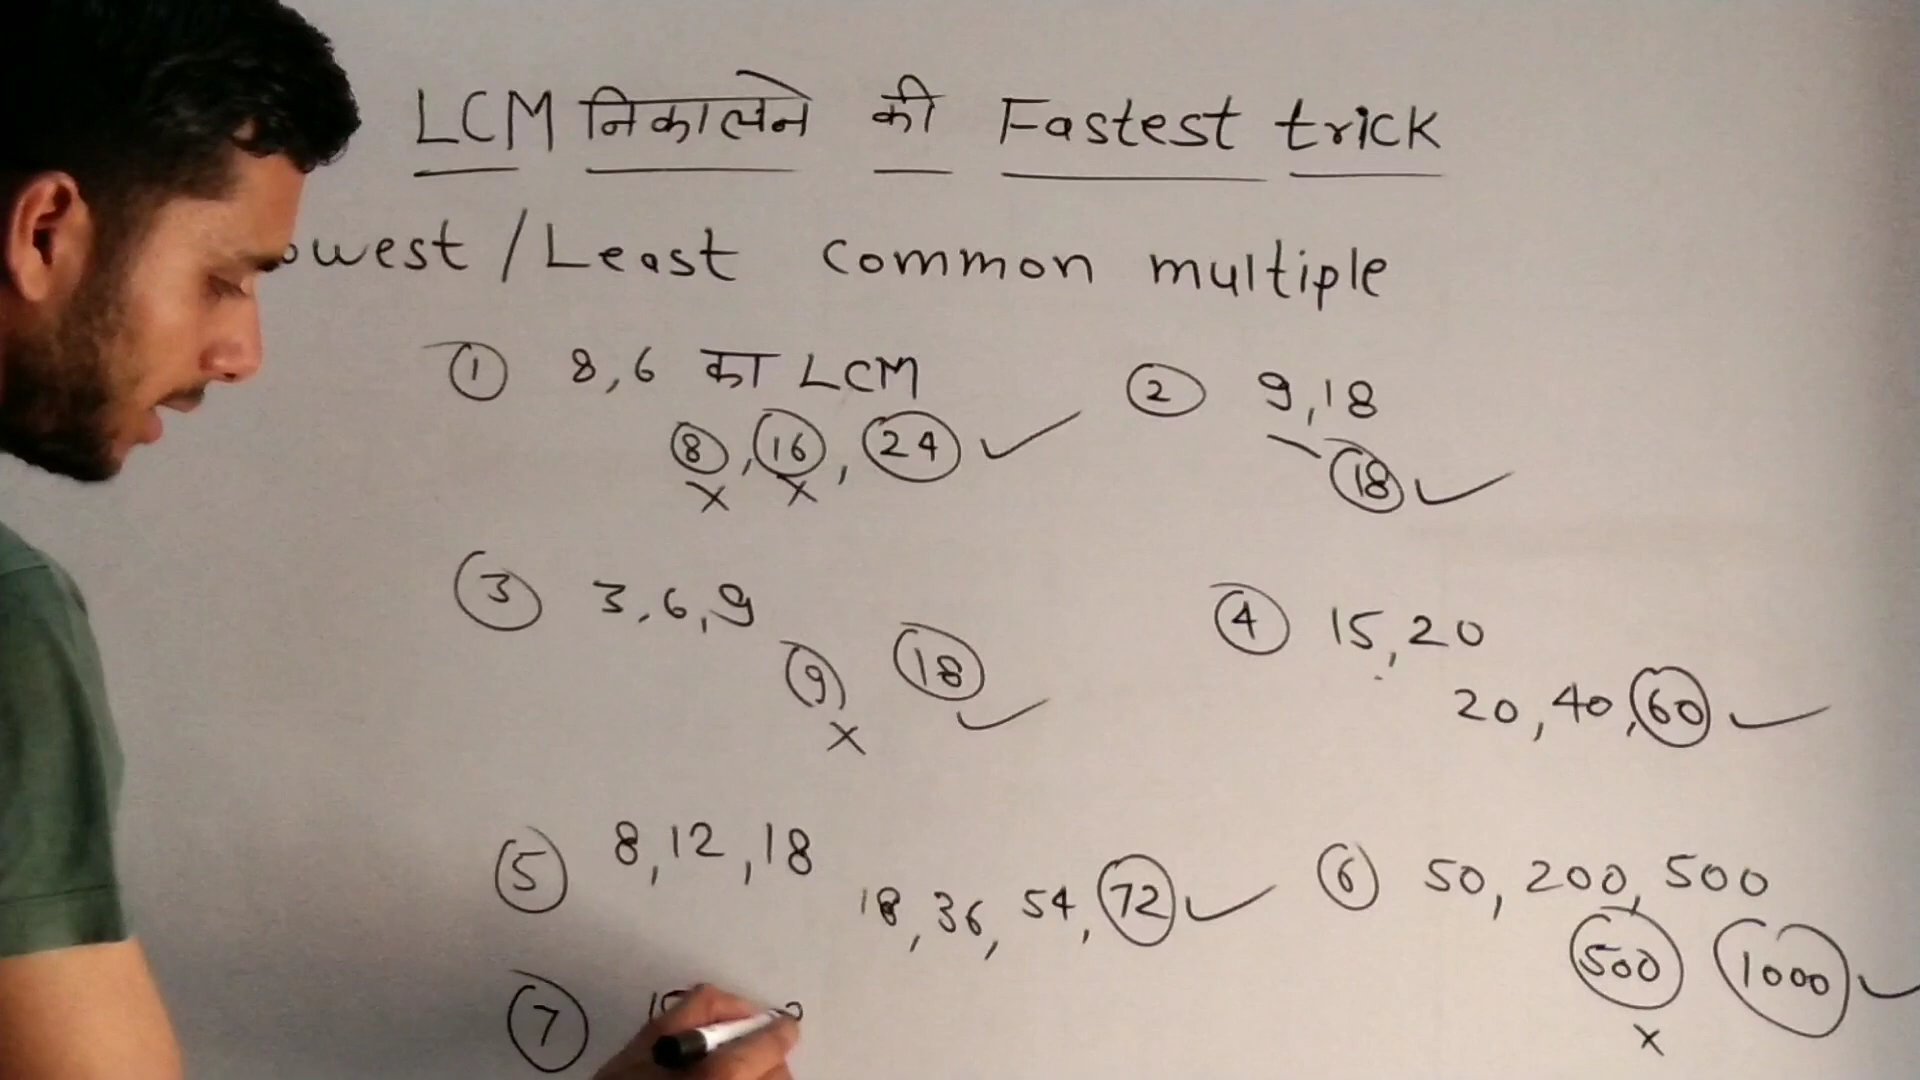 LCM निकालने की Fastest trick
owest / Least common multiple
① 8, 6 का LCM
8, 16, 24 ✓
x x
② 9, 18
18 ✓
③ 3, 6, 9
9 18 ✓
x
④ 15, 20
20, 40, 60 ✓
⑤ 8, 12, 18
18, 36, 54, 72 ✓
⑥ 50, 200, 500
500 1000 ✓
x
⑦